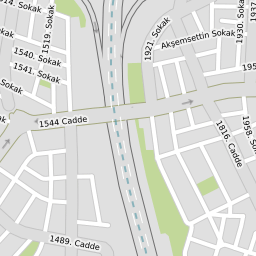 1519. Sokak
1540. Sokak
1541. Sokak
Sokak
1921. Sokak
Akşemsettin Sokak
1930. Sokak
1544 Cadde
1816. Cadde
1958. Sokak
1489. Cadde